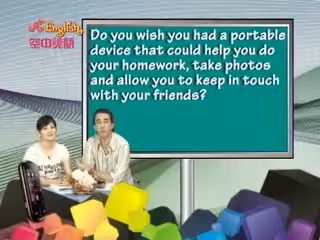 A+ English
空中美語
Do you wish you had a portable
device that could help you do
your homework, take photos
and allow you to keep in touch
with your friends?